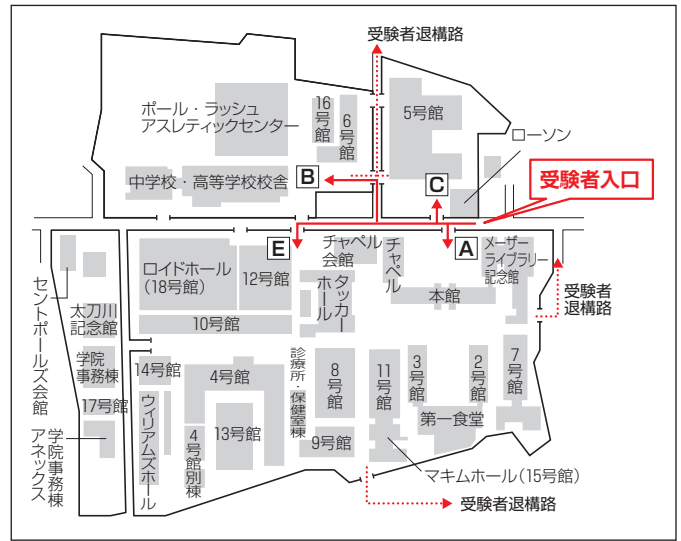 受験者退構路
ポール・ラッシュ
アスレティックセンター
16号館
6号館
5号館
ローソン
中学校・高等学校校舎
B
C
受験者入口
E
A
チャペル
会館
チャペル
メーザー
ライブラリー
記念館
ロイドホール
(18号館)
12号館
タッカー
ホール
本館
受験者
退構路
セントポールズ会館
太刀川
記念館
10号館
学院
事務棟
14号館
4号館
診療所・保健室棟
8号館
11号館
3号館
2号館
7号館
17号館
ウィリアムズホール
4号館別棟
13号館
9号館
第一食堂
学院事務棟
アネックス
マキムホール(15号館)
受験者退構路